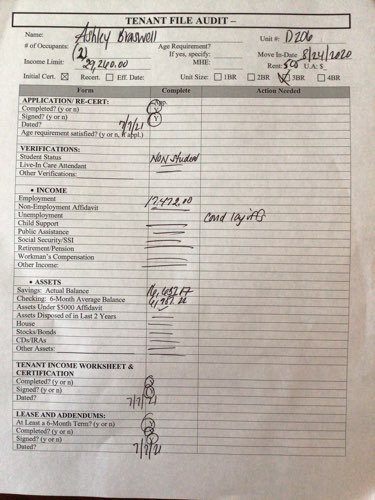 TENANT FILE AUDIT –
Name: Ashley Braswell Unit #: D206
# of Occupants: (2) Age Requirement? Move In-Date 8/24/2020
If yes, specify:
Income Limit: 29,260.00 MHE: Rent: 500 U.A: $
Initial Cert. ☒ Recert. ☐ Eff. Date: Unit Size: ☐ 1BR ☐ 2BR ☑ 3BR ☐ 4BR
Form Complete Action Needed
APPLICATION/ RE-CERT:
Completed? (y or n) Y
Signed? (y or n) Y
Dated? 7/7/21
Age requirement satisfied? (y or n, if appl.)
VERIFICATIONS:
Student Status NON student
Live-In Care Attendant
Other Verifications:
• INCOME
Employment 17,472.00
Non-Employment Affidavit
Unemployment
Child Support
Public Assistance
Social Security/SSI
Retirement/Pension
Workman's Compensation
Other Income:
• ASSETS
Savings: Actual Balance
Checking: 6-Month Average Balance
Assets Under $5000 Affidavit
Assets Disposed of in Last 2 Years
House
Stocks/Bonds
CDs/IRAs
Other Assets:
TENANT INCOME WORKSHEET &
CERTIFICATION
Completed? (y or n) Y
Signed? (y or n) Y
Dated? 7/7/21
LEASE AND ADDENDUMS:
At Least a 6-Month Term? (y or n) Y
Completed? (y or n) Y
Signed? (y or n) Y
Dated? 7/7/21